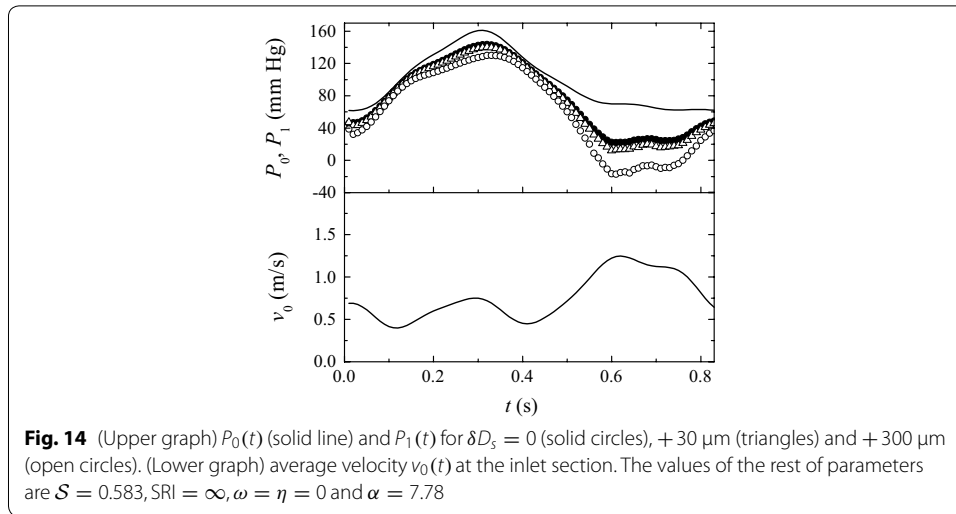 160
120
80
40
0
-40
P₀, P₁ (mm Hg)
1.5
1.0
0.5
0.0
v₀ (m/s)
0.0 0.2 0.4 0.6 0.8
t (s)
Fig. 14 (Upper graph) P₀(t) (solid line) and P₁(t) for δDₛ = 0 (solid circles), +30 μm (triangles) and +300 μm
(open circles). (Lower graph) average velocity v₀(t) at the inlet section. The values of the rest of parameters
are 𝒮 = 0.583, SRI = ∞, ω = η = 0 and α = 7.78